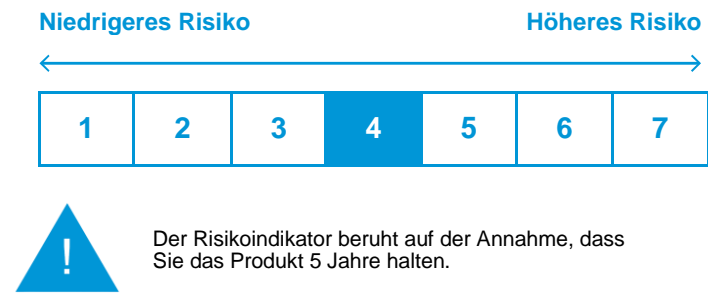 Niedrigeres Risiko Höheres Risiko
1 2 3 4 5 6 7
!
Der Risikoindikator beruht auf der Annahme, dass
Sie das Produkt 5 Jahre halten.